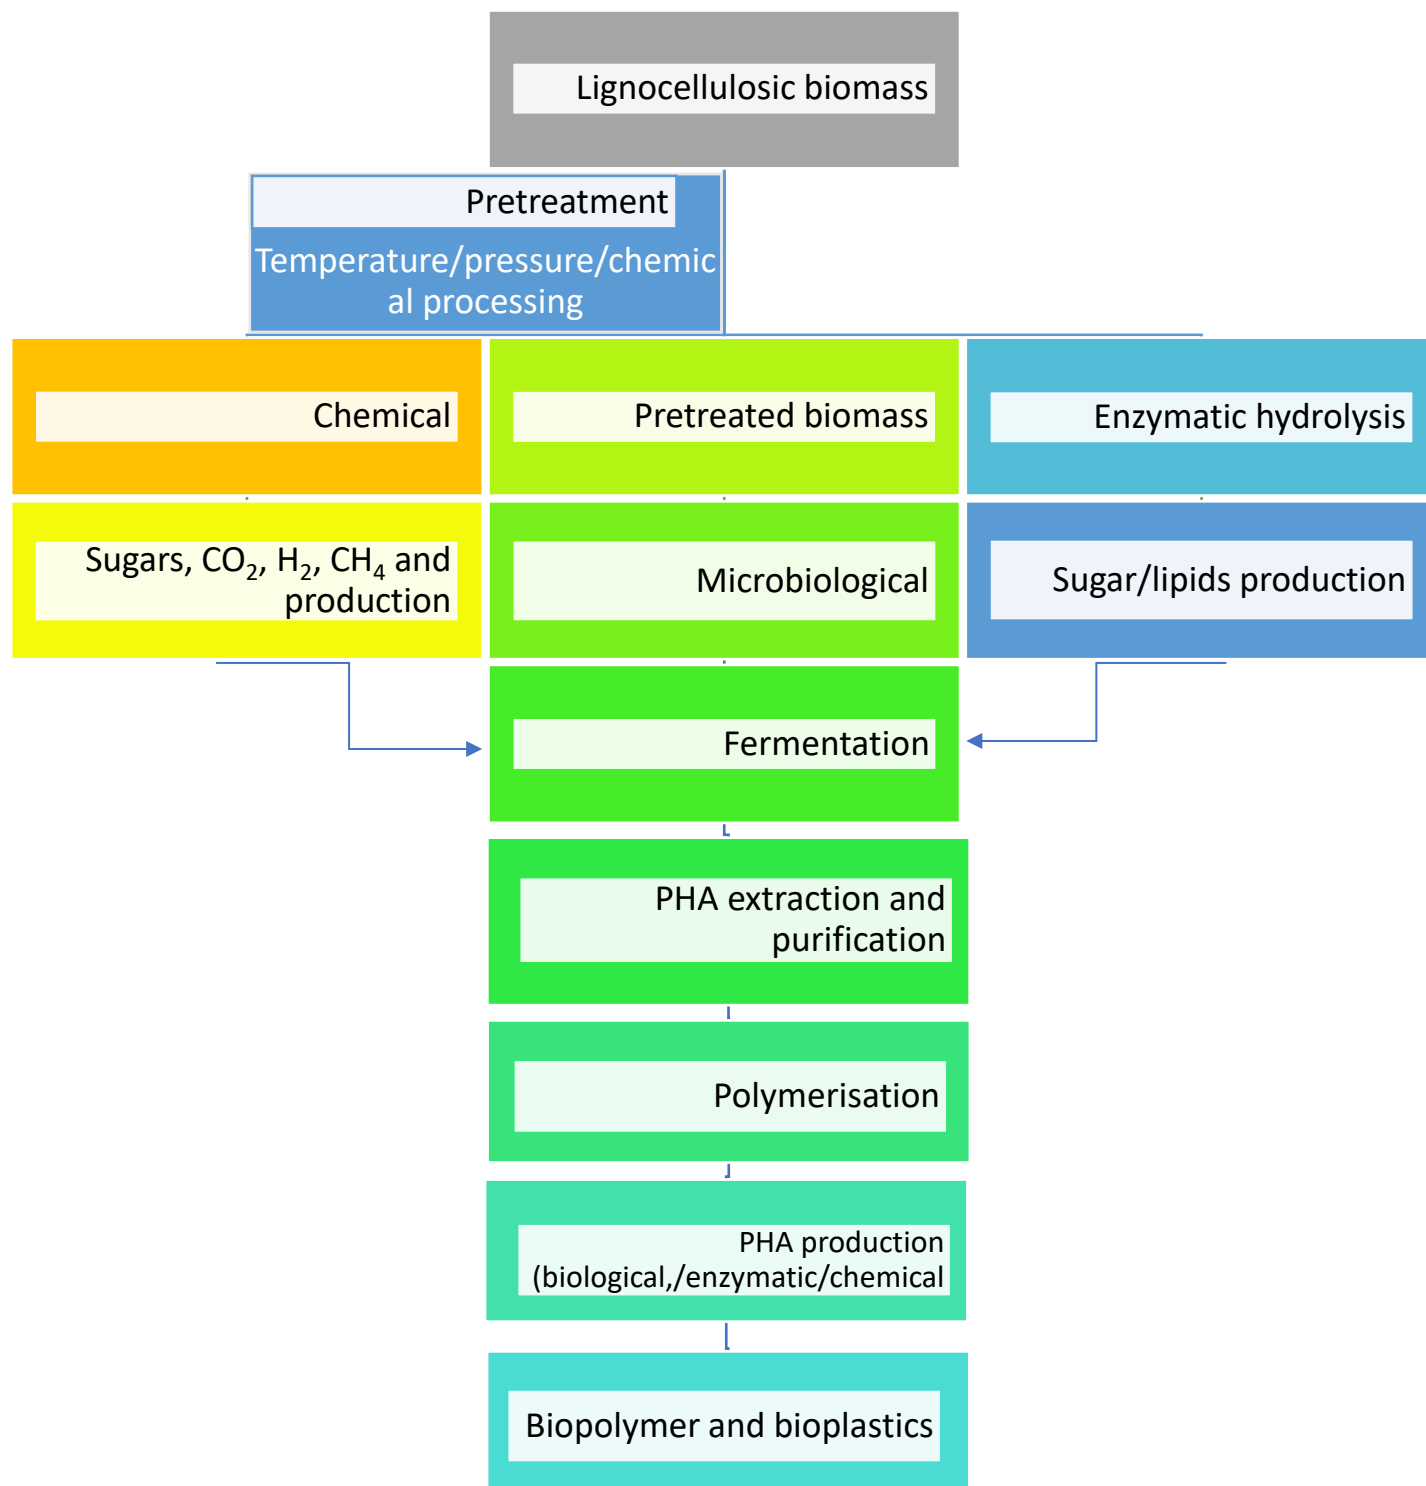 Lignocellulosic biomass
Pretreatment
Temperature/pressure/chemic
al processing
Chemical
Pretreated biomass
Enzymatic hydrolysis
Sugars, CO₂, H₂, CH₄ and
production
Microbiological
Sugar/lipids production
Fermentation
PHA extraction and
purification
Polymerisation
PHA production
(biological,/enzymatic/chemical
Biopolymer and bioplastics